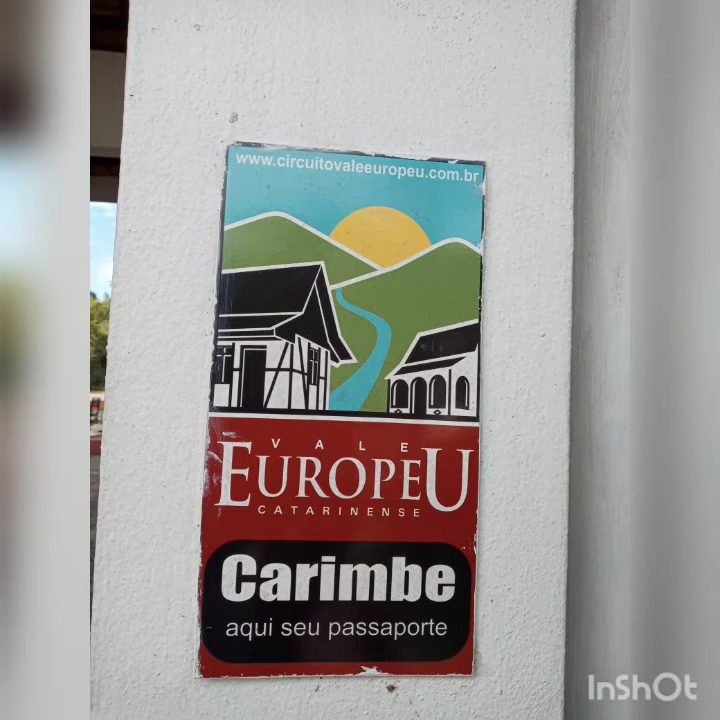 www.circuitovaleeuropeu.com.br
VALE
EUROPEU
CATARINENSE
Carimbe
aqui seu passaporte
InShOt